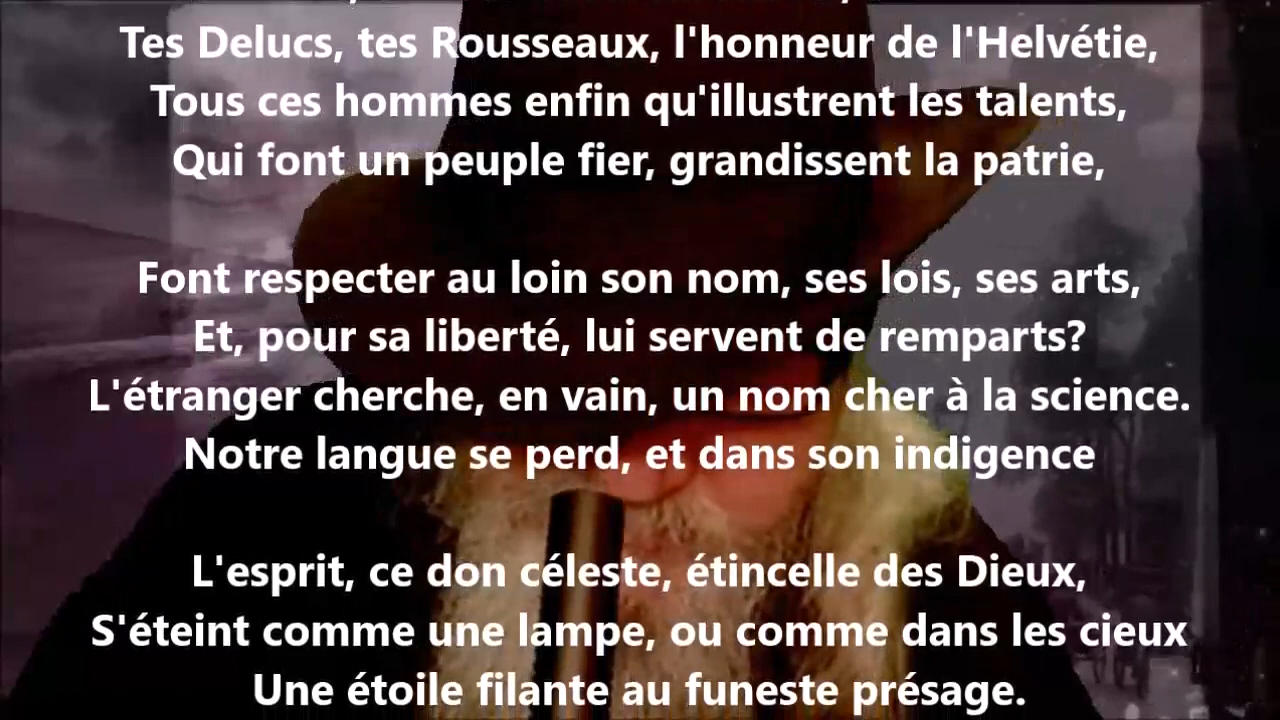 Tes Delucs, tes Rousseaux, l'honneur de l'Helvétie,
Tous ces hommes enfin qu'illustrent les talents,
Qui font un peuple fier, grandissent la patrie,
Font respecter au loin son nom, ses lois, ses arts,
Et, pour sa liberté, lui servent de remparts?
L'étranger cherche, en vain, un nom cher à la science.
Notre langue se perd, et dans son indigence
L'esprit, ce don céleste, étincelle des Dieux,
S'éteint comme une lampe, ou comme dans les cieux
Une étoile filante au funeste présage.